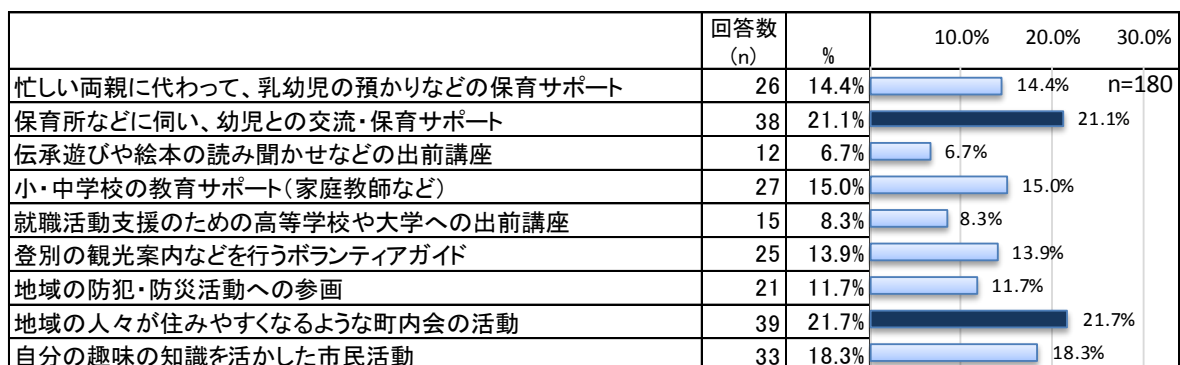 回答数
(n) % 10.0% 20.0% 30.0%
忙しい両親に代わって、乳幼児の預かりなどの保育サポート 26 14.4% 14.4% n=180
保育所などに伺い、幼児との交流・保育サポート 38 21.1% 21.1%
伝承遊びや絵本の読み聞かせなどの出前講座 12 6.7% 6.7%
小・中学校の教育サポート(家庭教師など) 27 15.0% 15.0%
就職活動支援のための高等学校や大学への出前講座 15 8.3% 8.3%
登別の観光案内などを行うボランティアガイド 25 13.9% 13.9%
地域の防犯・防災活動への参画 21 11.7% 11.7%
地域の人々が住みやすくなるような町内会の活動 39 21.7% 21.7%
自分の趣味の知識を活かした市民活動 33 18.3% 18.3%